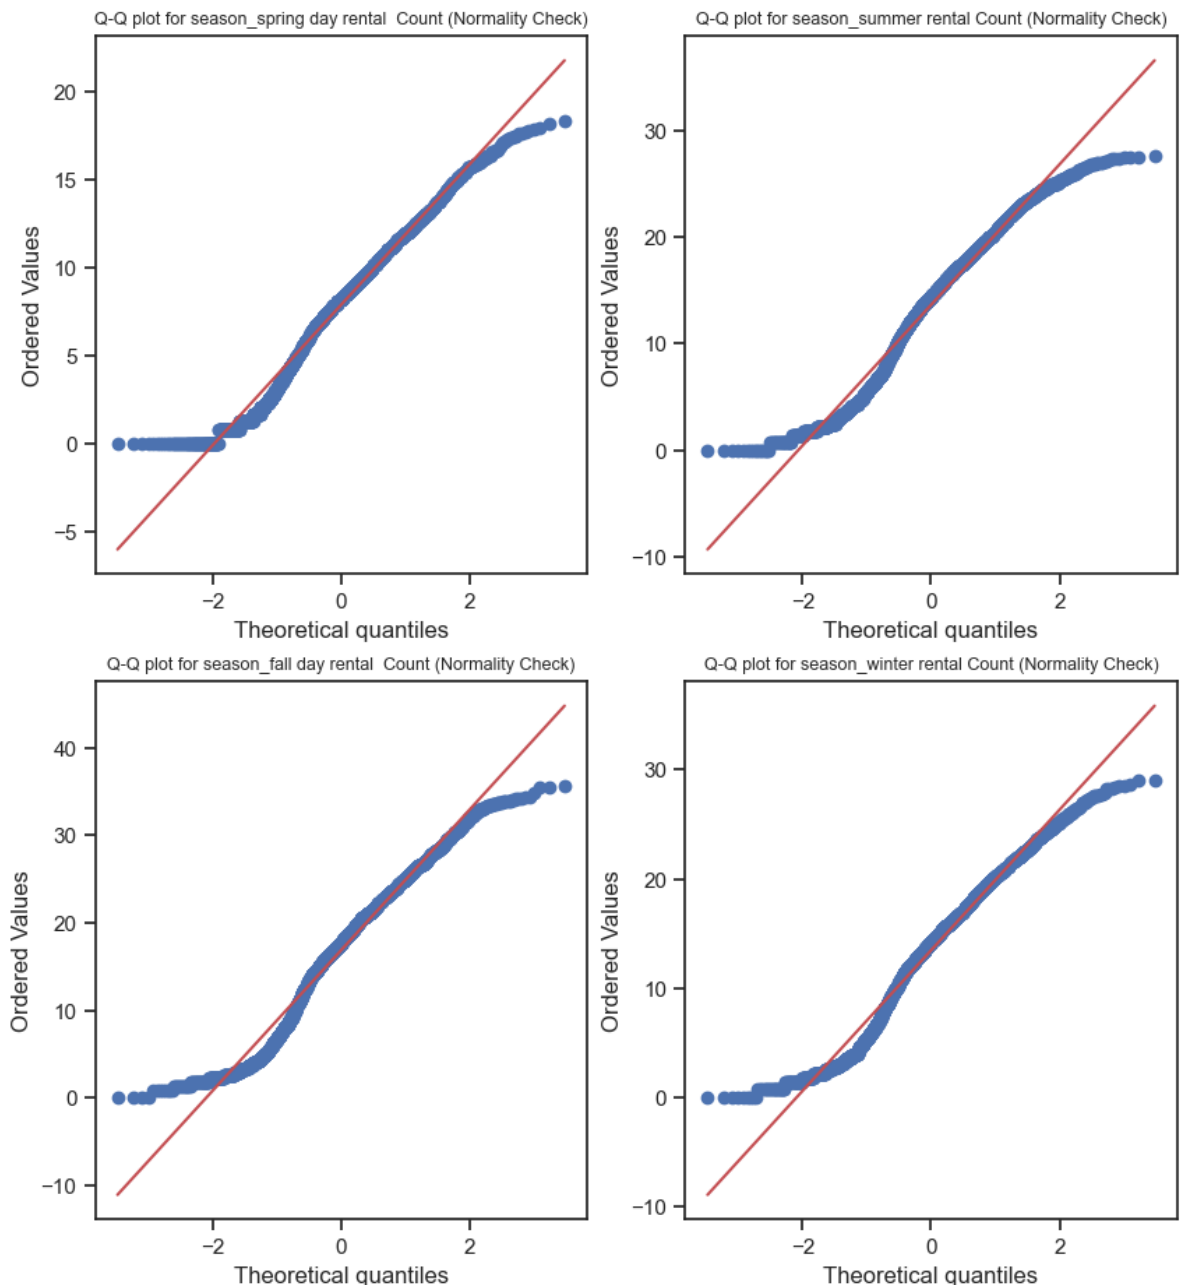 Q-Q plot for season_spring day rental  Count (Normality Check)
20
15
10
5
0
−5
Ordered Values
−2 0 2
Theoretical quantiles
Q-Q plot for season_summer rental Count (Normality Check)
30
20
10
0
−10
Ordered Values
−2 0 2
Theoretical quantiles
Q-Q plot for season_fall day rental  Count (Normality Check)
40
30
20
10
0
−10
Ordered Values
−2 0 2
Theoretical quantiles
Q-Q plot for season_winter rental Count (Normality Check)
30
20
10
0
−10
Ordered Values
−2 0 2
Theoretical quantiles